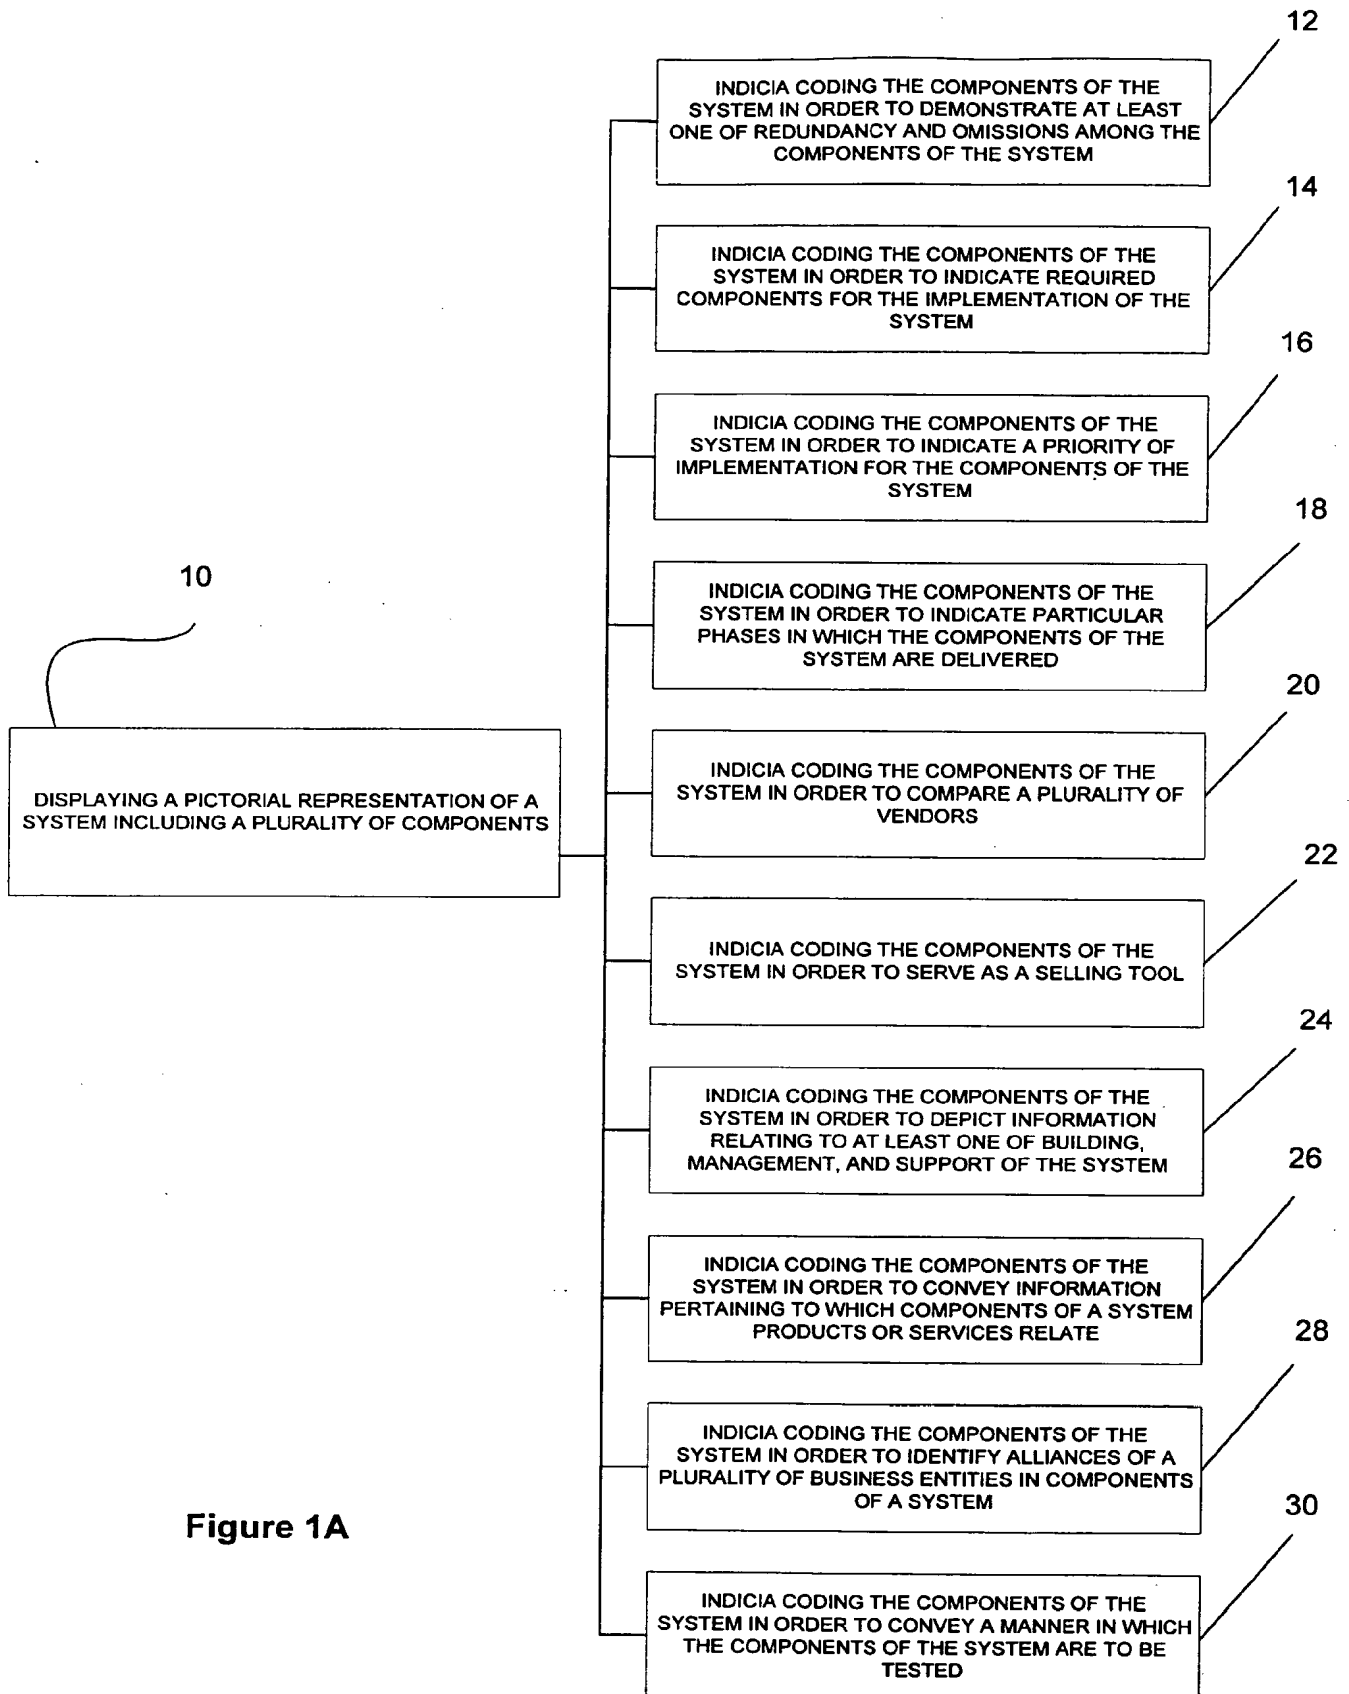 12
INDICIA CODING THE COMPONENTS OF THE
SYSTEM IN ORDER TO DEMONSTRATE AT LEAST
ONE OF REDUNDANCY AND OMISSIONS AMONG THE
COMPONENTS OF THE SYSTEM
14
INDICIA CODING THE COMPONENTS OF THE
SYSTEM IN ORDER TO INDICATE REQUIRED
COMPONENTS FOR THE IMPLEMENTATION OF THE
SYSTEM
16
INDICIA CODING THE COMPONENTS OF THE
SYSTEM IN ORDER TO INDICATE A PRIORITY OF
IMPLEMENTATION FOR THE COMPONENTS OF THE
SYSTEM
18
INDICIA CODING THE COMPONENTS OF THE
SYSTEM IN ORDER TO INDICATE PARTICULAR
PHASES IN WHICH THE COMPONENTS OF THE
SYSTEM ARE DELIVERED
10
DISPLAYING A PICTORIAL REPRESENTATION OF A
SYSTEM INCLUDING A PLURALITY OF COMPONENTS
20
INDICIA CODING THE COMPONENTS OF THE
SYSTEM IN ORDER TO COMPARE A PLURALITY OF
VENDORS
22
INDICIA CODING THE COMPONENTS OF THE
SYSTEM IN ORDER TO SERVE AS A SELLING TOOL
24
INDICIA CODING THE COMPONENTS OF THE
SYSTEM IN ORDER TO DEPICT INFORMATION
RELATING TO AT LEAST ONE OF BUILDING,
MANAGEMENT, AND SUPPORT OF THE SYSTEM
26
INDICIA CODING THE COMPONENTS OF THE
SYSTEM IN ORDER TO CONVEY INFORMATION
PERTAINING TO WHICH COMPONENTS OF A SYSTEM
PRODUCTS OR SERVICES RELATE
28
INDICIA CODING THE COMPONENTS OF THE
SYSTEM IN ORDER TO IDENTIFY ALLIANCES OF A
PLURALITY OF BUSINESS ENTITIES IN COMPONENTS
OF A SYSTEM
30
INDICIA CODING THE COMPONENTS OF THE
SYSTEM IN ORDER TO CONVEY A MANNER IN WHICH
THE COMPONENTS OF THE SYSTEM ARE TO BE
TESTED
Figure 1A